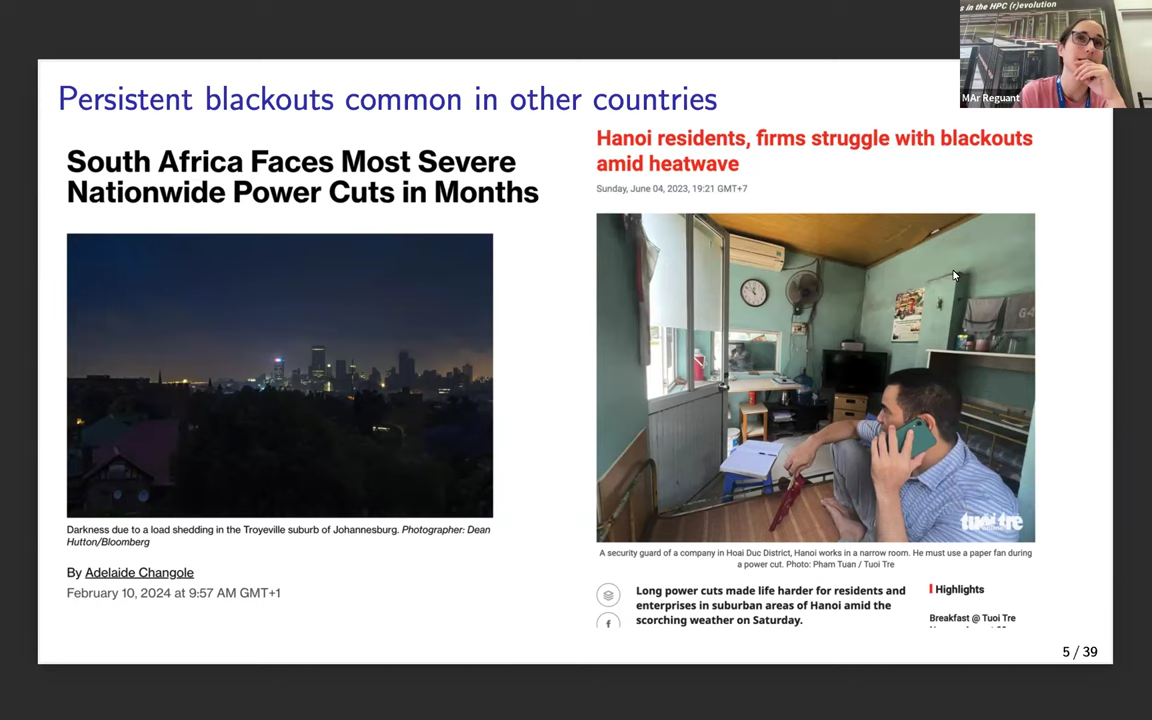 s in the HPC (r)evolution
MAr Reguant
Persistent blackouts common in other countries
South Africa Faces Most Severe
Nationwide Power Cuts in Months
Darkness due to a load shedding in the Troyeville suburb of Johannesburg. Photographer: Dean
Hutton/Bloomberg
By Adelaide Changole
February 10, 2024 at 9:57 AM GMT+1
Hanoi residents, firms struggle with blackouts
amid heatwave
Sunday, June 04, 2023, 19:21 GMT+7
G4
tuoi tre
A security guard of a company in Hoai Duc District, Hanoi works in a narrow room. He must use a paper fan during
a power cut. Photo: Pham Tuan / Tuoi Tre
Long power cuts made life harder for residents and
enterprises in suburban areas of Hanoi amid the
scorching weather on Saturday.
Highlights
Breakfast @ Tuoi Tre
5 / 39